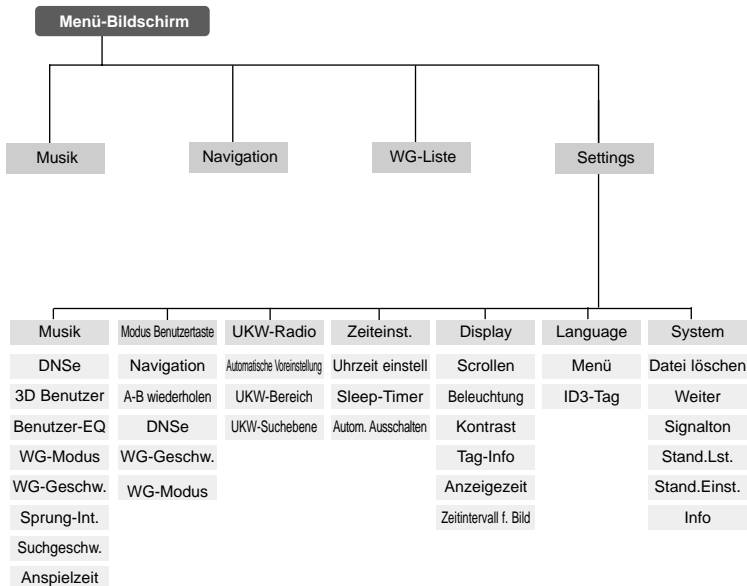 Menü-Bildschirm
Musik
Navigation
WG-Liste
Settings
Musik
Modus Benutzertaste
UKW-Radio
Zeiteinst.
Display
Language
System
DNSe
Navigation
Automatische Voreinstellung
Uhrzeit einstell
Scrollen
Menü
Datei löschen
3D Benutzer
A-B wiederholen
UKW-Bereich
Sleep-Timer
Beleuchtung
ID3-Tag
Weiter
Benutzer-EQ
DNSe
UKW-Suchebene
Autom. Ausschalten
Kontrast
Signalton
WG-Modus
WG-Geschw.
Tag-Info
Stand.Lst.
WG-Geschw.
WG-Modus
Anzeigezeit
Stand.Einst.
Sprung-Int.
Zeitintervall f. Bild
Info
Suchgeschw.
Anspielzeit